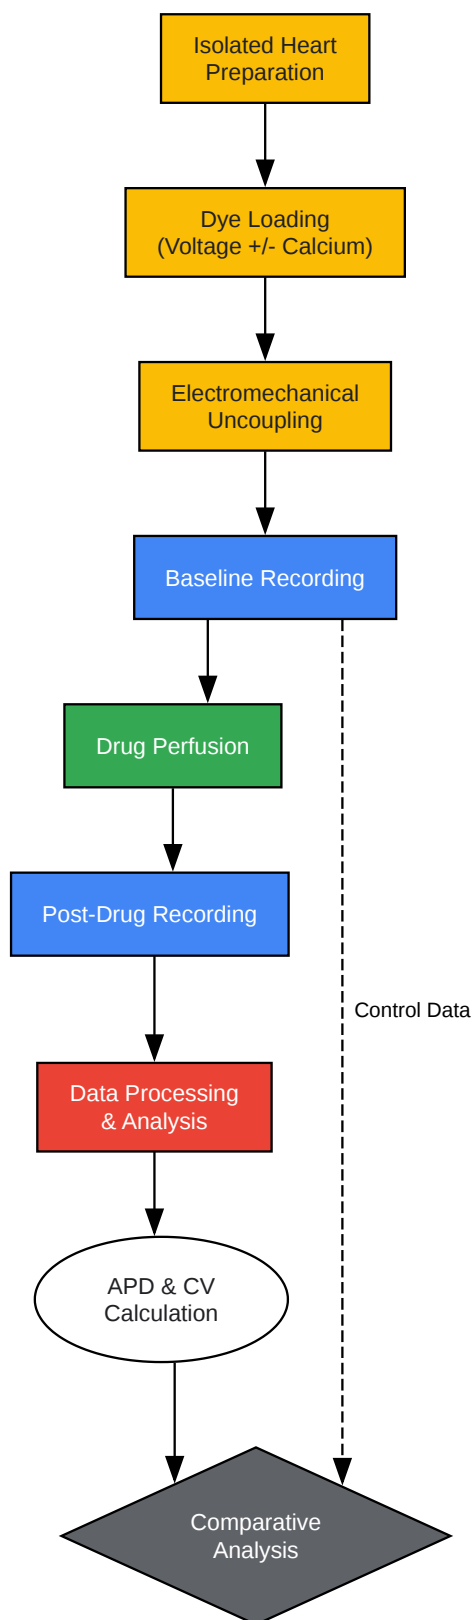 Isolated Heart
Preparation
Dye Loading
(Voltage +/- Calcium)
Electromechanical
Uncoupling
Baseline Recording
Drug Perfusion
Post-Drug Recording
Control Data
Data Processing
& Analysis
APD & CV
Calculation
Comparative
Analysis